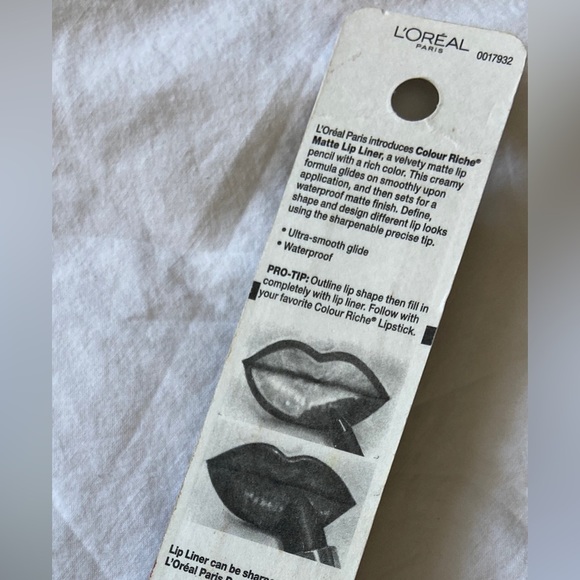 L'ORÉAL
PARIS
0017932
L'Oréal Paris introduces Colour Riche®
Matte Lip Liner, a velvety matte lip
pencil with a rich color. This creamy
formula glides on smoothly upon
application, and then sets for a
waterproof matte finish. Define,
shape and design different lip looks
using the sharpenable precise tip.
• Ultra-smooth glide
• Waterproof
PRO-TIP: Outline lip shape then fill in
completely with lip liner. Follow with
your favorite Colour Riche® Lipstick.
Lip Liner can be sharpe
L'Oréal Paris